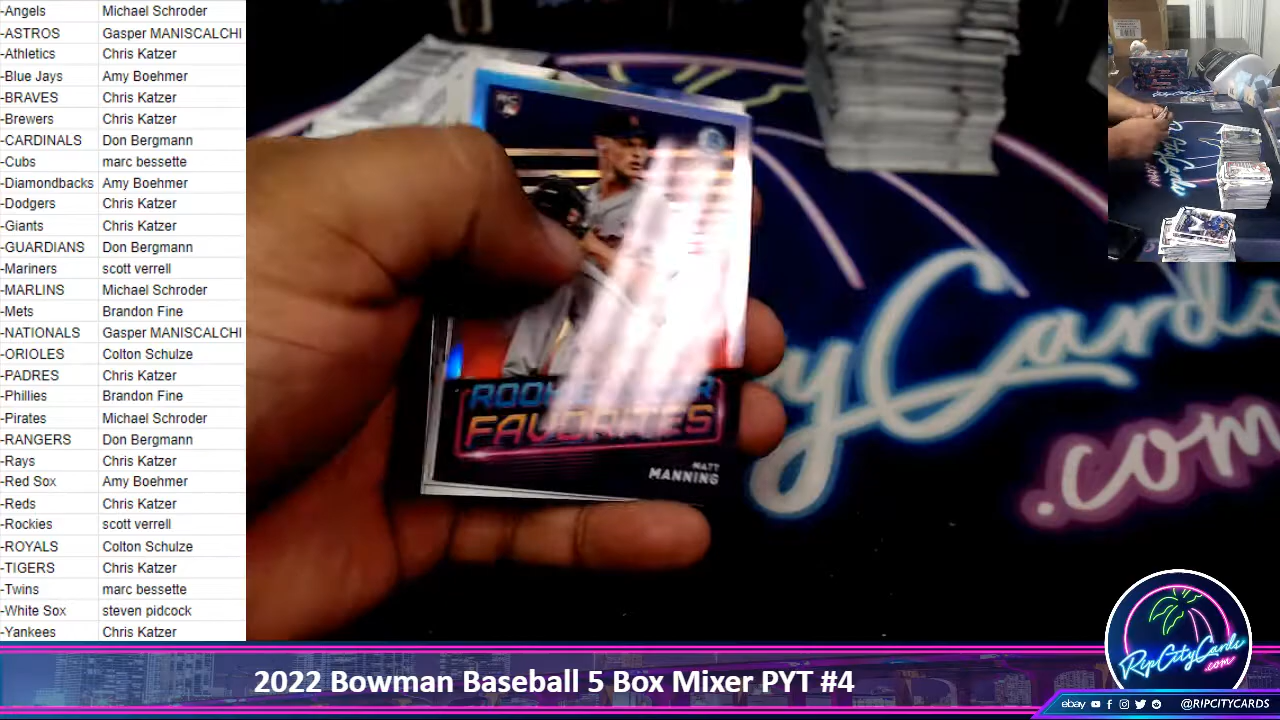 -Angels Michael Schroder
-ASTROS Gasper MANISCALCHI
-Athletics Chris Katzer
-Blue Jays Amy Boehmer
-BRAVES Chris Katzer
-Brewers Chris Katzer
-CARDINALS Don Bergmann
-Cubs marc bessette
-Diamondbacks Amy Boehmer
-Dodgers Chris Katzer
-Giants Chris Katzer
-GUARDIANS Don Bergmann
-Mariners scott verrell
-MARLINS Michael Schroder
-Mets Brandon Fine
-NATIONALS Gasper MANISCALCHI
-ORIOLES Colton Schulze
-PADRES Chris Katzer
-Phillies Brandon Fine
-Pirates Michael Schroder
-RANGERS Don Bergmann
-Rays Chris Katzer
-Red Sox Amy Boehmer
-Reds Chris Katzer
-Rockies scott verrell
-ROYALS Colton Schulze
-TIGERS Chris Katzer
-Twins marc bessette
-White Sox steven pidcock
-Yankees Chris Katzer
FAVORITES
MATT
MANNING
yCards
.com
RipCityCards
.com
2022 Bowman Baseball 5 Box Mixer PYT #4
ebay @RIPCITYCARDS